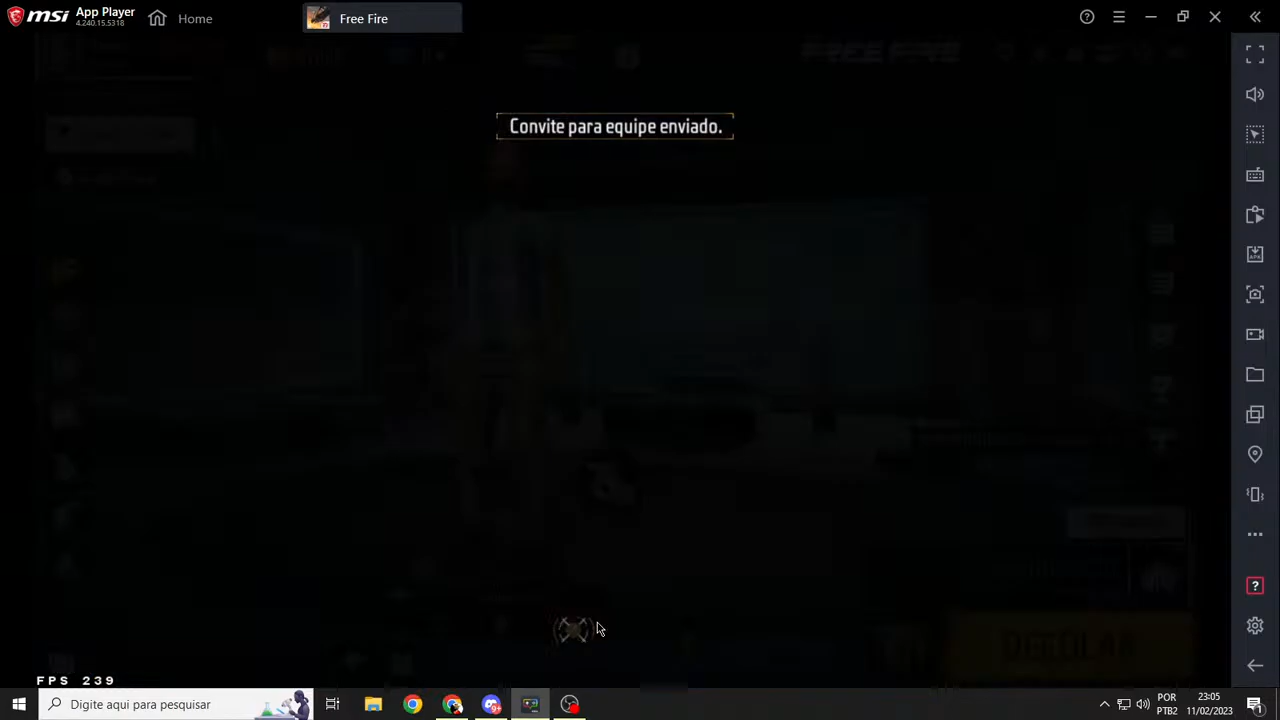 msi App Player
4.240.15.5318
Home
Free Fire
Convite para equipe enviado.
FPS 239
Digite aqui para pesquisar
POR
PTB2
23:05
11/02/2023